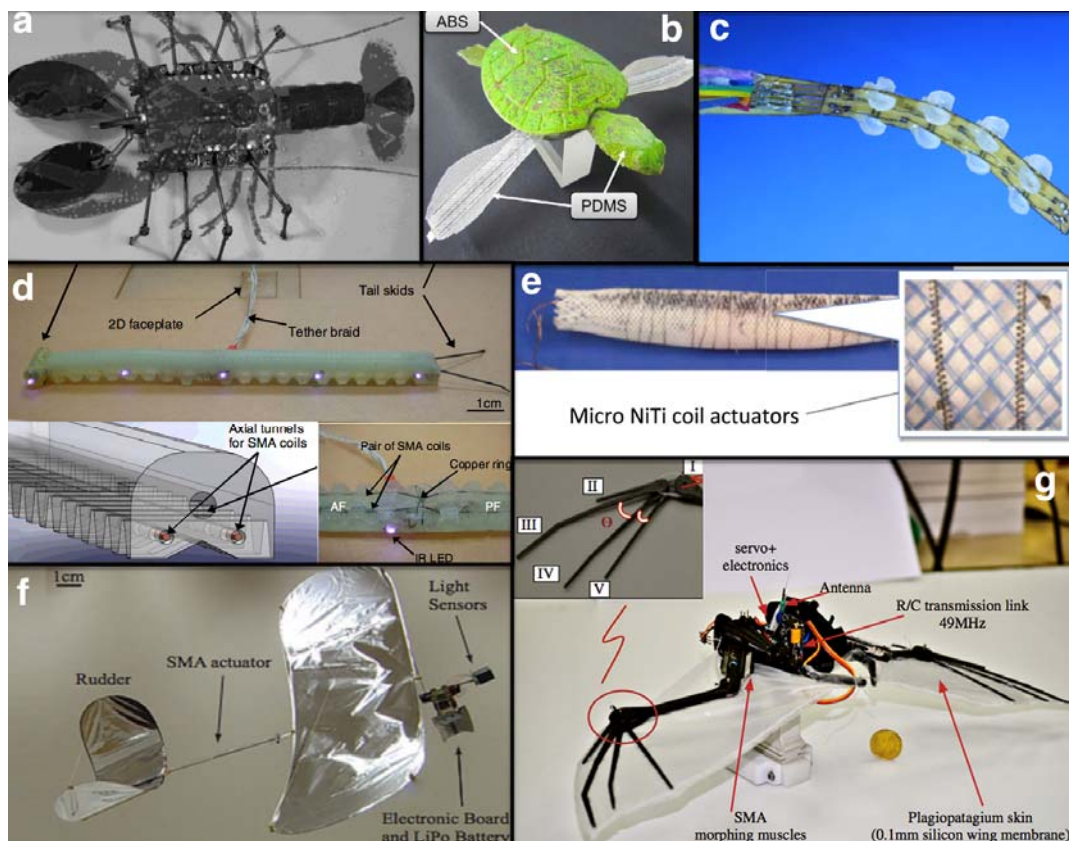 a
ABS
b
PDMS
c
d
2D faceplate
Tether braid
Tail skids
1cm
Axial tunnels
for SMA coils
Pair of SMA coils
Copper ring
AF
PF
IR LED
e
Micro NiTi coil actuators
f
1cm
Rudder
SMA actuator
Light
Sensors
Electronic Board
and LiPo Battery
g
I
II
III
IV
V
Θ
servo+
electronics
Antenna
R/C transmission link
49MHz
SMA
morphing muscles
Plagiopatagium skin
(0.1mm silicon wing membrane)